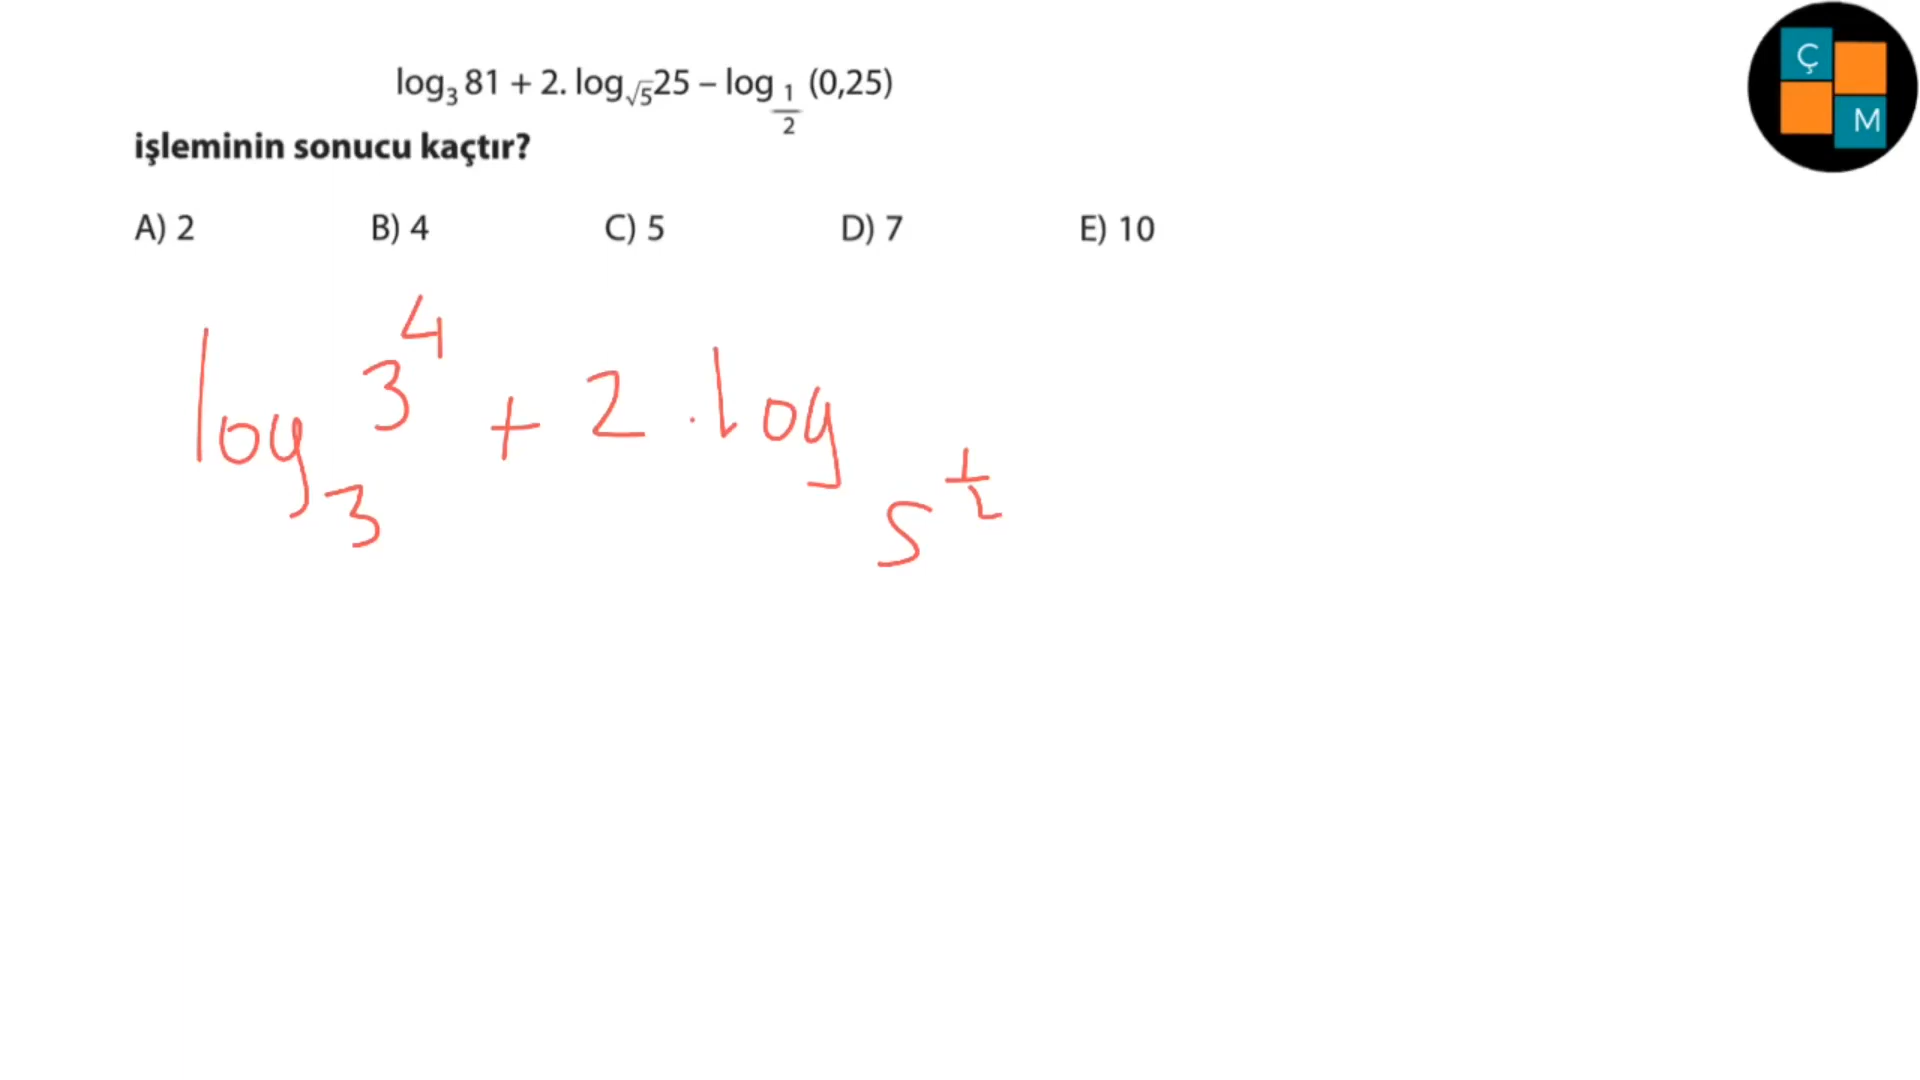 log₃ 81 + 2. log√5 25 – log 1/2 (0,25)
işleminin sonucu kaçtır?
A) 2 B) 4 C) 5 D) 7 E) 10
log₃ 3⁴ + 2 . log 5^(1/2)
Ç
M